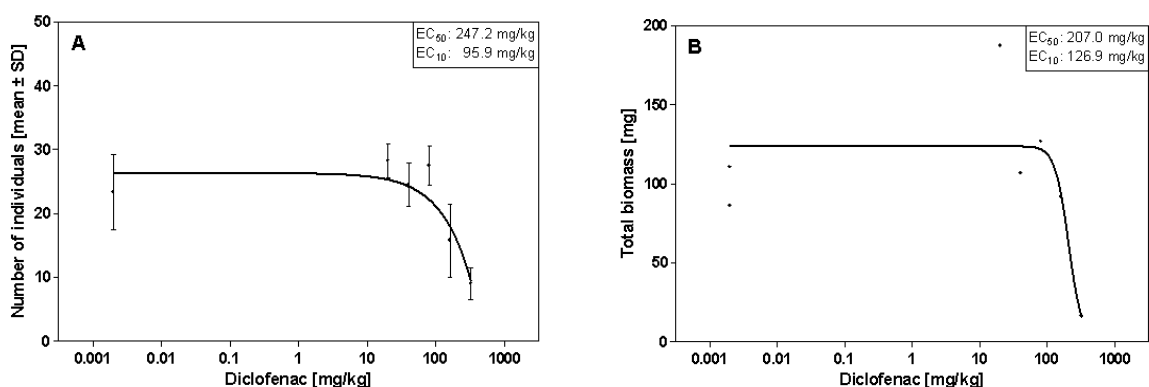 A
EC50: 247.2 mg/kg
EC10: 95.9 mg/kg
Number of individuals [mean ± SD]
50
40
30
20
10
0
0.001 0.01 0.1 1 10 100 1000
Diclofenac [mg/kg]
B
EC50: 207.0 mg/kg
EC10: 126.9 mg/kg
Total biomass [mg]
200
150
100
50
0
0.001 0.01 0.1 1 10 100 1000
Diclofenac [mg/kg]